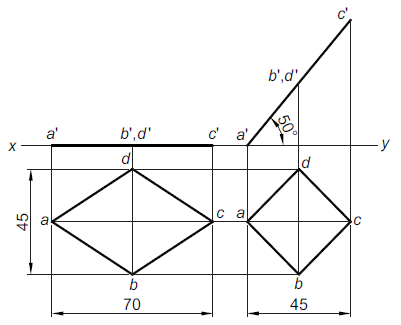 c'
b',d'
50°
a' b',d' c' a'
x y
d d
a c a c
45
b b
70 45